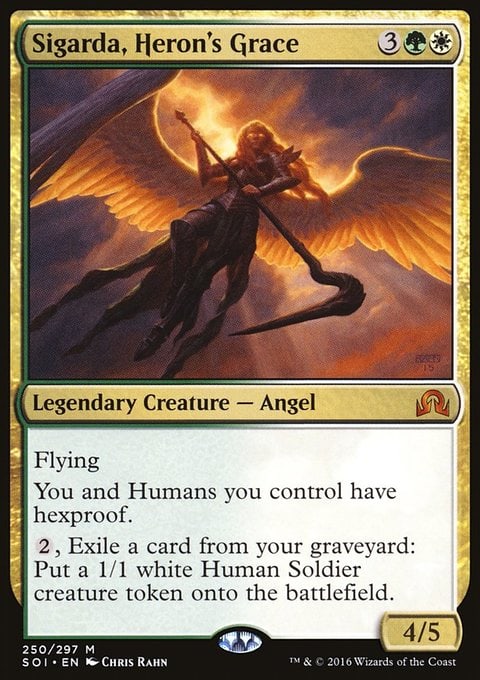 Sigarda, Heron's Grace 3
Legendary Creature — Angel
Flying
You and Humans you control have
hexproof.
2, Exile a card from your graveyard:
Put a 1/1 white Human Soldier
creature token onto the battlefield.
4/5
250/297 M
SOI • EN Chris Rahn
™ & © 2016 Wizards of the Coast